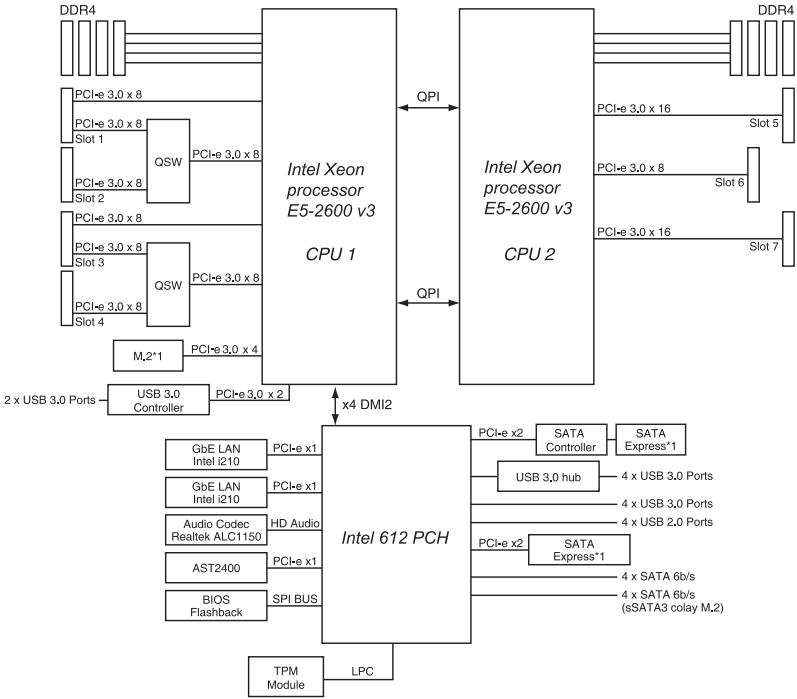 DDR4
DDR4
PCI-e 3.0 x 8
PCI-e 3.0 x 8
Slot 1
QSW
PCI-e 3.0 x 8
PCI-e 3.0 x 8
Slot 2
PCI-e 3.0 x 8
PCI-e 3.0 x 8
Slot 3
QSW
PCI-e 3.0 x 8
PCI-e 3.0 x 8
Slot 4
M.2*1
PCI-e 3.0 x 4
2 x USB 3.0 Ports
USB 3.0
Controller
PCI-e 3.0 x 2
Intel Xeon
processor
E5-2600 v3
CPU 1
QPI
QPI
Intel Xeon
processor
E5-2600 v3
CPU 2
PCI-e 3.0 x 16
Slot 5
PCI-e 3.0 x 8
Slot 6
PCI-e 3.0 x 16
Slot 7
x4 DMI2
GbE LAN
Intel i210
PCI-e x1
GbE LAN
Intel i210
PCI-e x1
Audio Codec
Realtek ALC1150
HD Audio
AST2400
PCI-e x1
BIOS
Flashback
SPI BUS
TPM
Module
LPC
Intel 612 PCH
PCI-e x2
SATA
Controller
SATA
Express*1
USB 3.0 hub
4 x USB 3.0 Ports
4 x USB 3.0 Ports
4 x USB 2.0 Ports
PCI-e x2
SATA
Express*1
4 x SATA 6b/s
4 x SATA 6b/s
(sSATA3 colay M.2)